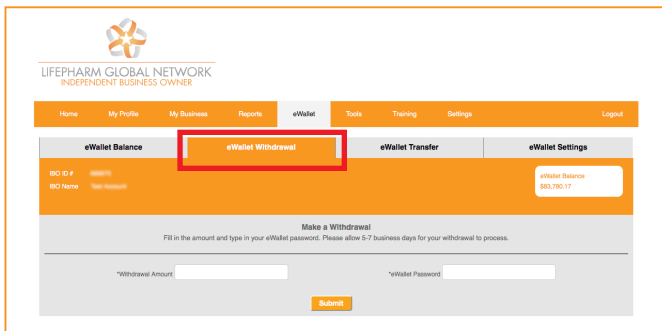 LIFEPHARM GLOBAL NETWORK
INDEPENDENT BUSINESS OWNER
Home My Profile My Business Reports eWallet Tools Training Settings Logout
eWallet Balance eWallet Withdrawal eWallet Transfer eWallet Settings
IBO ID #
IBO Name
eWallet Balance
$83,780.17
Make a Withdrawal
Fill in the amount and type in your eWallet password. Please allow 5-7 business days for your withdrawal to process.
*Withdrawal Amount *eWallet Password
Submit